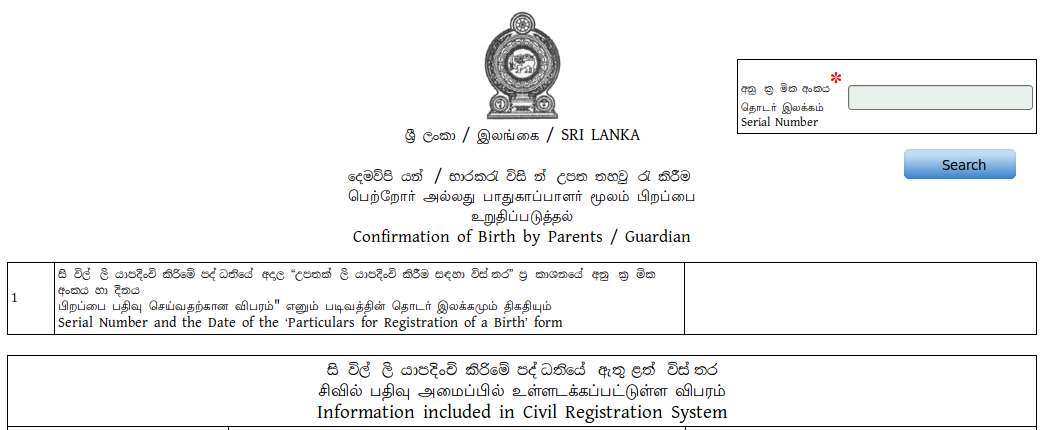 අනුක්‍රමික අංකය*
தொடர் இலக்கம்
Serial Number
Search
ශ්‍රී ලංකා / இலங்கை / SRI LANKA
දෙමව්පියන් / භාරකරු විසින් උපත තහවුරු කිරීම
பெற்றோர் அல்லது பாதுகாப்பாளர் மூலம் பிறப்பை
உறுதிப்படுத்தல்
Confirmation of Birth by Parents / Guardian
1
සිවිල් ලියාපදිංචි කිරිමේ පද්ධතියේ අදාල “උපතක් ලියාපදිංචි කිරීම සඳහා විස්තර” ප්‍රකාශනයේ අනුක්‍රමික
අංකය හා දිනය
பிறப்பை பதிவு செய்வதற்கான விபரம்" எனும் படிவத்தின் தொடர் இலக்கமும் திகதியும்
Serial Number and the Date of the ‘Particulars for Registration of a Birth’ form
සිවිල් ලියාපදිංචි කිරිමේ පද්ධතියේ ඇතුළත් විස්තර
சிவில் பதிவு அமைப்பில் உள்ளடக்கப்பட்டுள்ள விபரம்
Information included in Civil Registration System